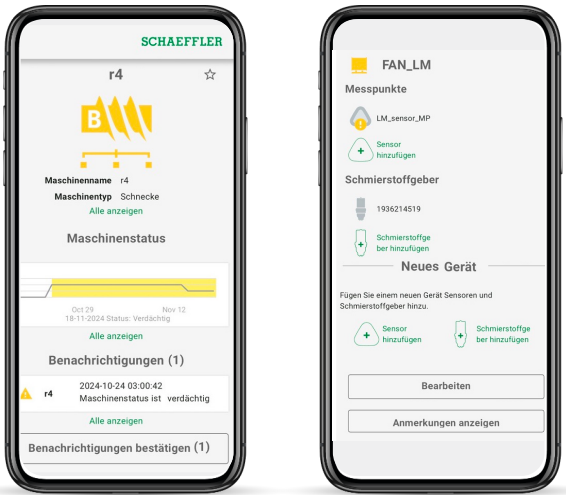 SCHAEFFLER
r4
B
Maschinenname r4
Maschinentyp Schnecke
Alle anzeigen
Maschinenstatus
Oct 29 Nov 12
18-11-2024 Status: Verdächtig
Alle anzeigen
Benachrichtigungen (1)
r4
2024-10-24 03:00:42
Maschinenstatus ist verdächtig
Alle anzeigen
Benachrichtigungen bestätigen (1)
FAN_LM
Messpunkte
LM_sensor_MP
Sensor
hinzufügen
Schmierstoffgeber
1936214519
Schmierstoffge
ber hinzufügen
Neues Gerät
Fügen Sie einem neuen Gerät Sensoren und
Schmierstoffgeber hinzu.
Sensor
hinzufügen
Schmierstoffge
ber hinzufügen
Bearbeiten
Anmerkungen anzeigen